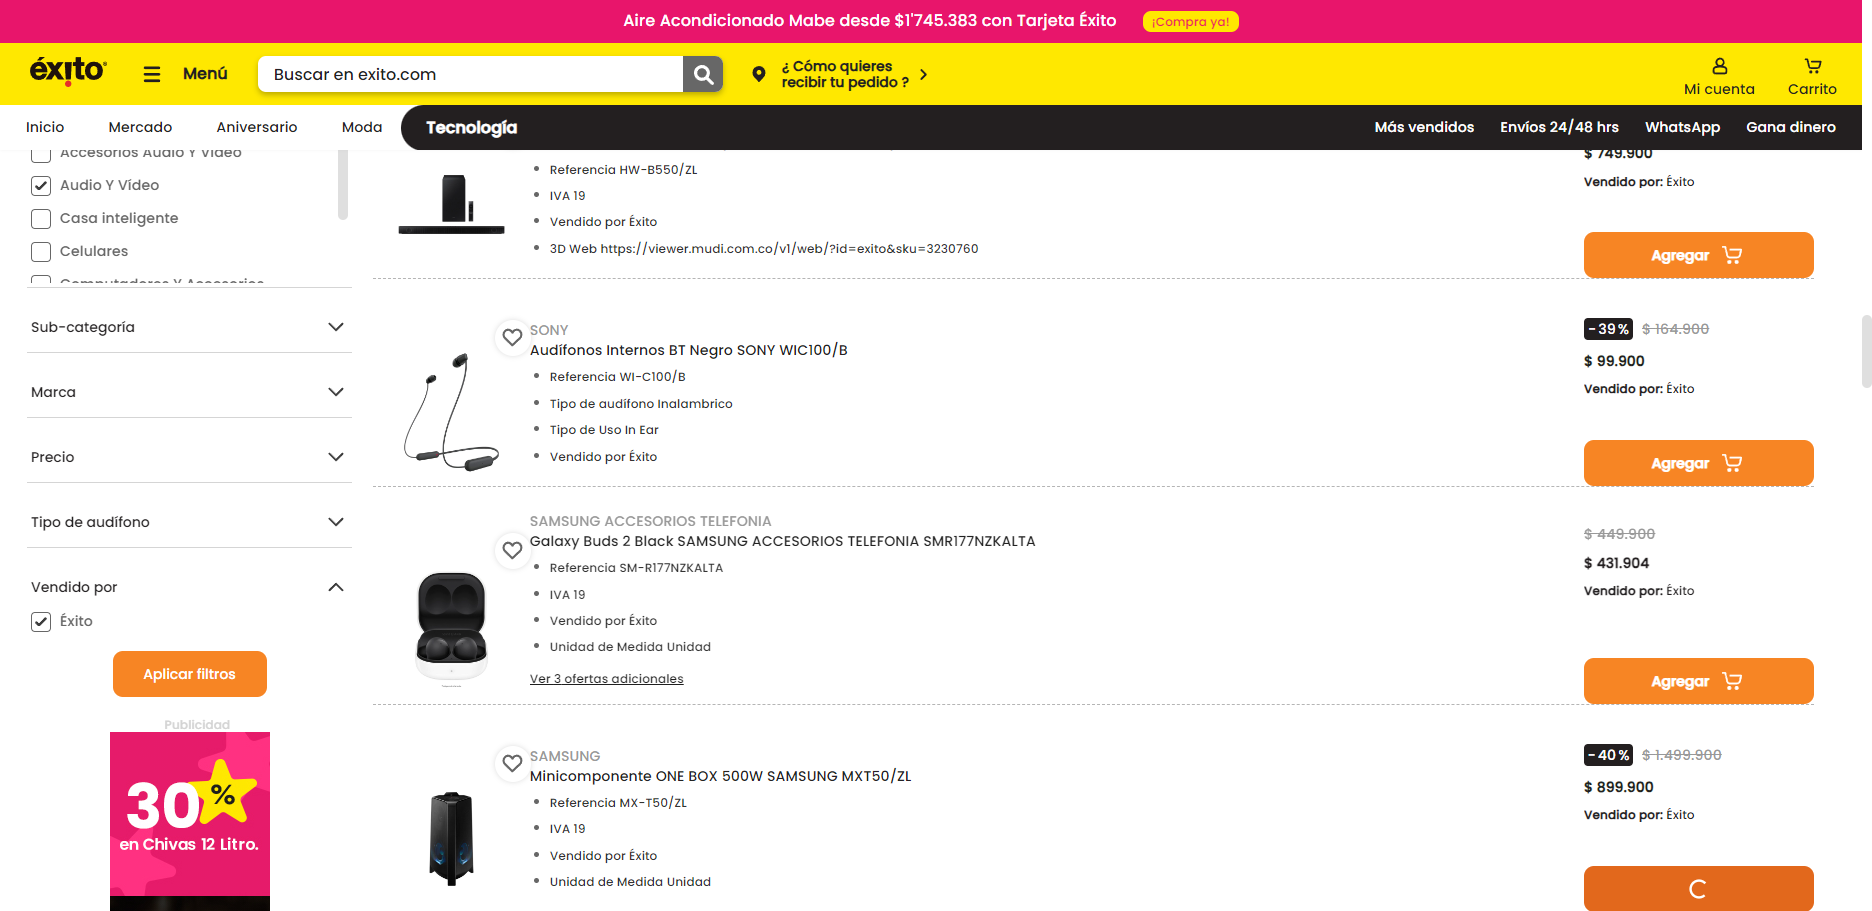 Aire Acondicionado Mabe desde $1'745.383 con Tarjeta Éxito ¡Compra ya!
éxito
Menú
Buscar en exito.com
¿ Cómo quieres
recibir tu pedido ?
Mi cuenta
Carrito
Inicio
Mercado
Aniversario
Moda
Tecnología
Más vendidos
Envíos 24/48 hrs
WhatsApp
Gana dinero
Accesorios Audio Y Vídeo
Audio Y Vídeo
Casa inteligente
Celulares
Computadores Y Accesorios
Sub-categoría
Marca
Precio
Tipo de audífono
Vendido por
Éxito
Aplicar filtros
Publicidad
30%
en Chivas 12 Litro.
Referencia HW-B550/ZL
IVA 19
Vendido por Éxito
3D Web https://viewer.mudi.com.co/v1/web/?id=exito&sku=3230760
$ 749.900
Vendido por: Éxito
Agregar
SONY
Audífonos Internos BT Negro SONY WIC100/B
Referencia WI-C100/B
Tipo de audífono Inalambrico
Tipo de Uso In Ear
Vendido por Éxito
-39% $ 164.900
$ 99.900
Vendido por: Éxito
Agregar
SAMSUNG ACCESORIOS TELEFONIA
Galaxy Buds 2 Black SAMSUNG ACCESORIOS TELEFONIA SMR177NZKALTA
Referencia SM-R177NZKALTA
IVA 19
Vendido por Éxito
Unidad de Medida Unidad
Ver 3 ofertas adicionales
$ 449.900
$ 431.904
Vendido por: Éxito
Agregar
SAMSUNG
Minicomponente ONE BOX 500W SAMSUNG MXT50/ZL
Referencia MX-T50/ZL
IVA 19
Vendido por Éxito
Unidad de Medida Unidad
-40% $ 1.499.900
$ 899.900
Vendido por: Éxito